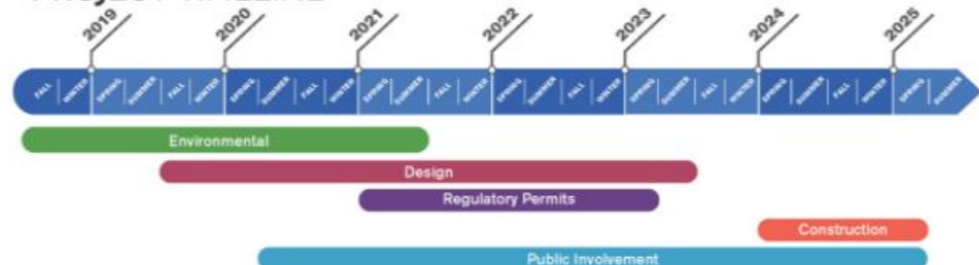 PROJECT TIMELINE
2019 2020 2021 2022 2023 2024 2025
FALL WINTER SPRING SUMMER FALL WINTER SPRING SUMMER FALL WINTER SPRING SUMMER FALL WINTER SPRING SUMMER FALL WINTER SPRING SUMMER FALL WINTER SPRING SUMMER FALL WINTER SPRING SUMMER
Environmental
Design
Regulatory Permits
Construction
Public Involvement